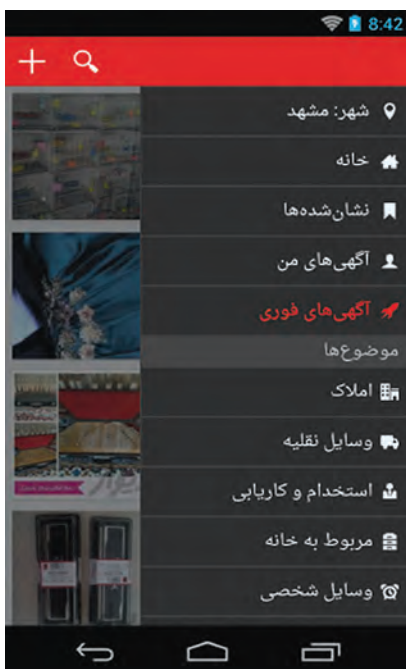 8:42
شهر: مشهد
خانه
نشان‌شده‌ها
آگهی‌های من
آگهی‌های فوری
موضوع‌ها
املاک
وسایل نقلیه
استخدام و کاریابی
مربوط به خانه
وسایل شخصی